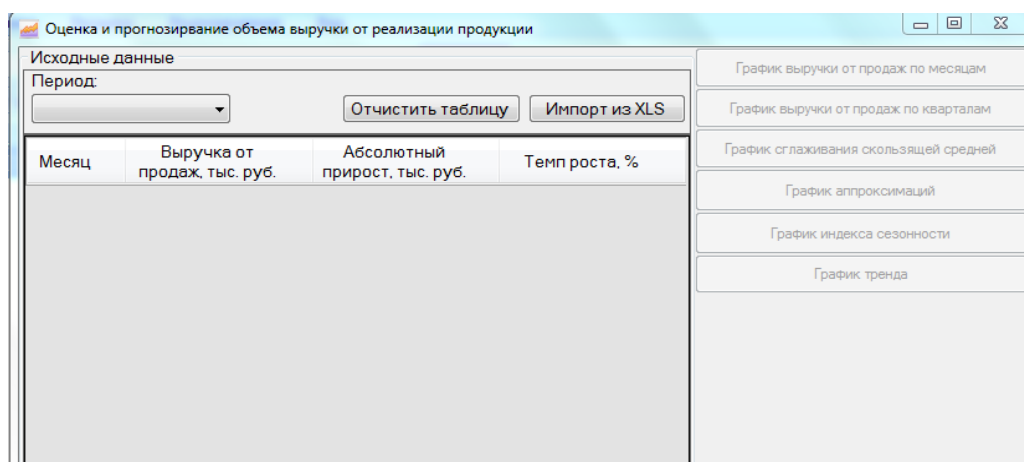 Оценка и прогнозирвание объема выручки от реализации продукции
Исходные данные
Период:
Отчистить таблицу
Импорт из XLS
Месяц
Выручка от
продаж, тыс. руб.
Абсолютный
прирост, тыс. руб.
Темп роста, %
График выручки от продаж по месяцам
График выручки от продаж по кварталам
График сглаживания скользящей средней
График аппроксимаций
График индекса сезонности
График тренда